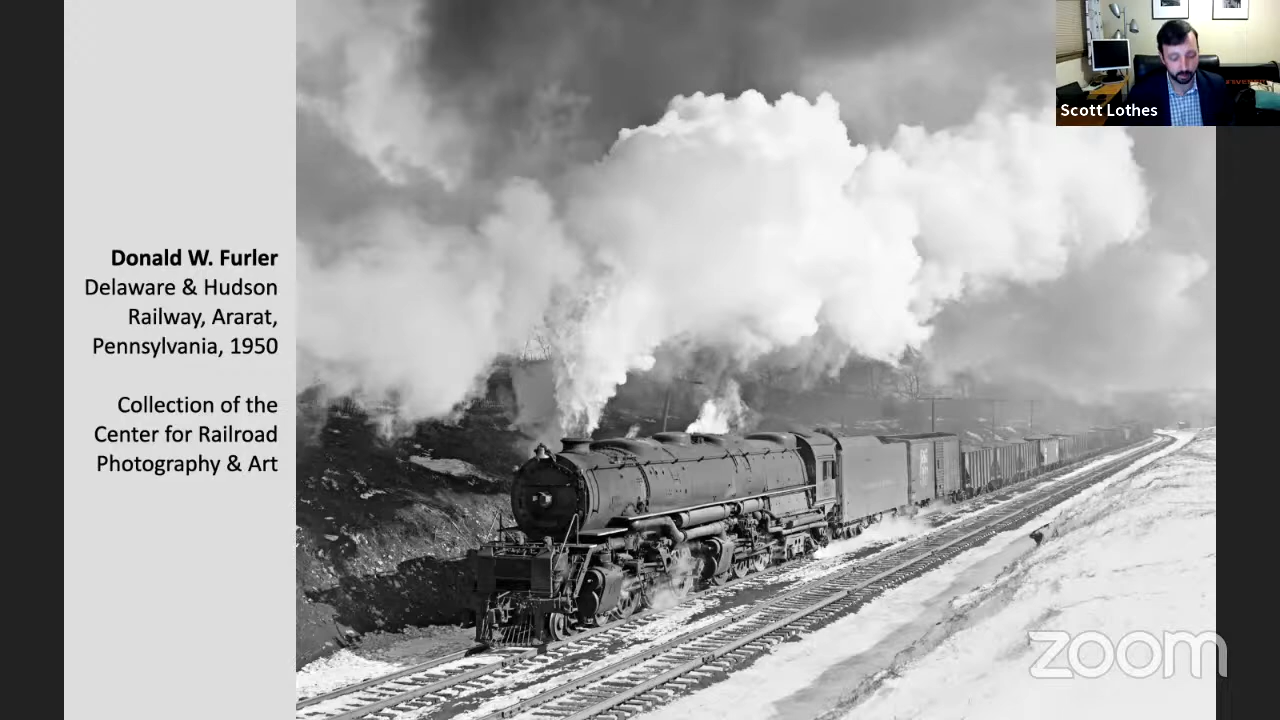 Scott Lothes
Donald W. Furler
Delaware & Hudson
Railway, Ararat,
Pennsylvania, 1950
Collection of the
Center for Railroad
Photography & Art
zoom